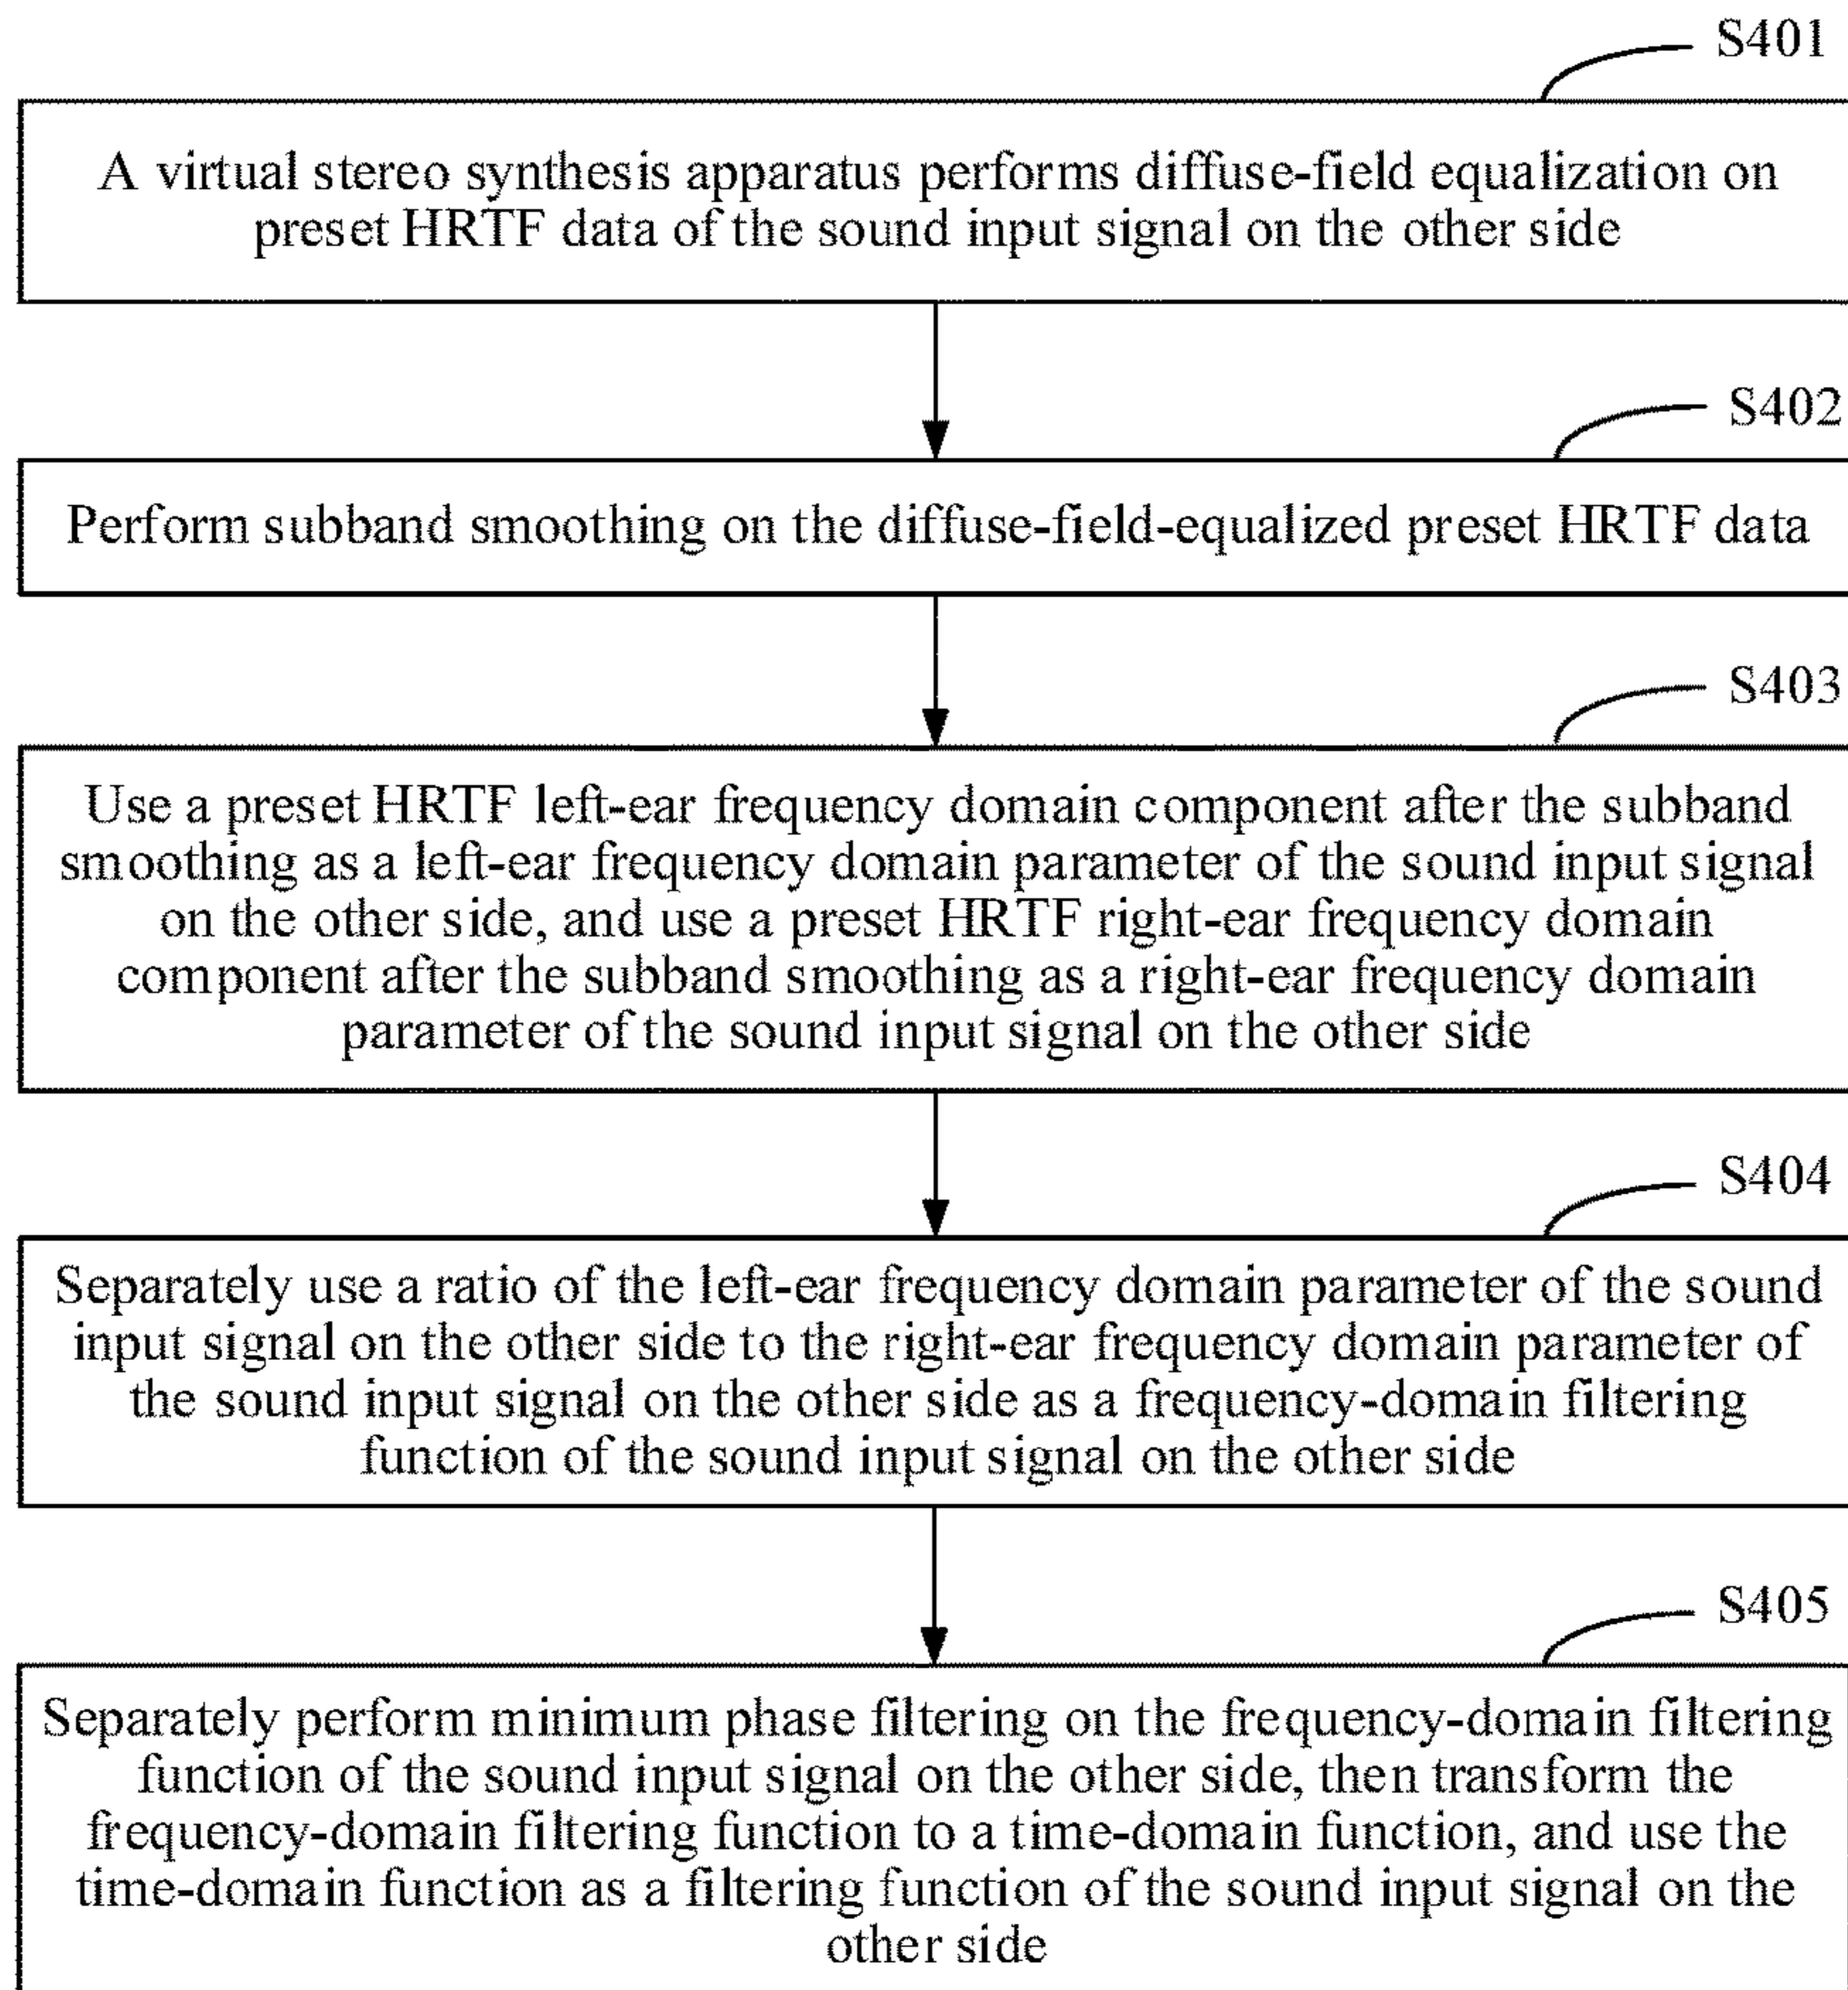 S401
A virtual stereo synthesis apparatus performs diffuse-field equalization on
preset HRTF data of the sound input signal on the other side
S402
Perform subband smoothing on the diffuse-field-equalized preset HRTF data
S403
Use a preset HRTF left-ear frequency domain component after the subband
smoothing as a left-ear frequency domain parameter of the sound input signal
on the other side, and use a preset HRTF right-ear frequency domain
component after the subband smoothing as a right-ear frequency domain
parameter of the sound input signal on the other side
S404
Separately use a ratio of the left-ear frequency domain parameter of the sound
input signal on the other side to the right-ear frequency domain parameter of
the sound input signal on the other side as a frequency-domain filtering
function of the sound input signal on the other side
S405
Separately perform minimum phase filtering on the frequency-domain filtering
function of the sound input signal on the other side, then transform the
frequency-domain filtering function to a time-domain function, and use the
time-domain function as a filtering function of the sound input signal on the
other side